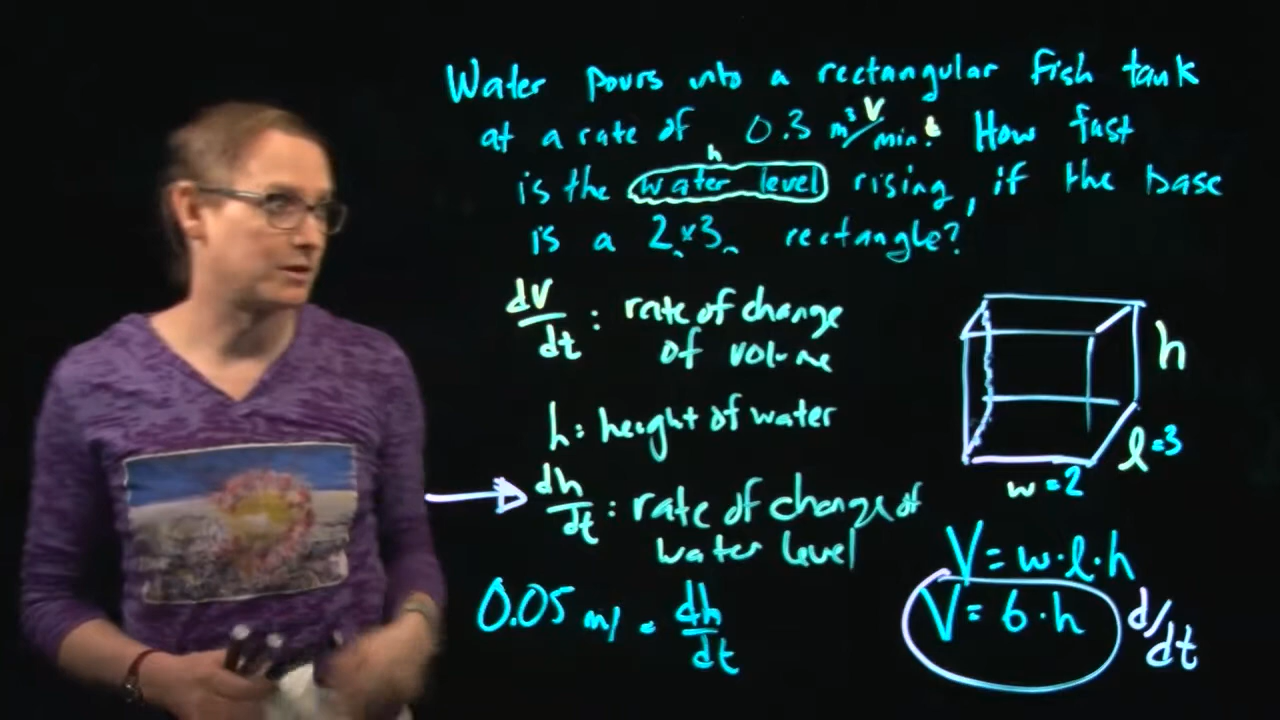 Water pours into a rectangular fish tank
at a rate of 0.3 m³/min. How fast
V
t
h
is the water level rising, if the base
is a 2×3 rectangle?
dV/dt : rate of change
of volume
h: height of water
dh/dt : rate of change of
water level
0.05 m/ = dh/dt
h
l=3
w=2
V = w·l·h
V = 6·h d/dt